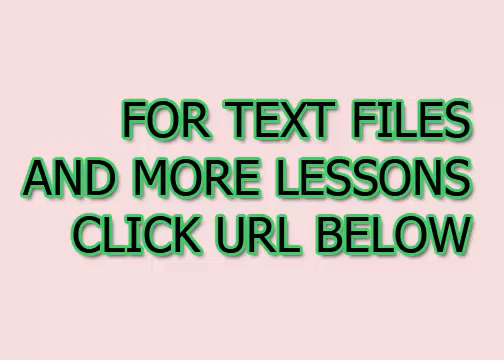 FOR TEXT FILES
AND MORE LESSONS
CLICK URL BELOW